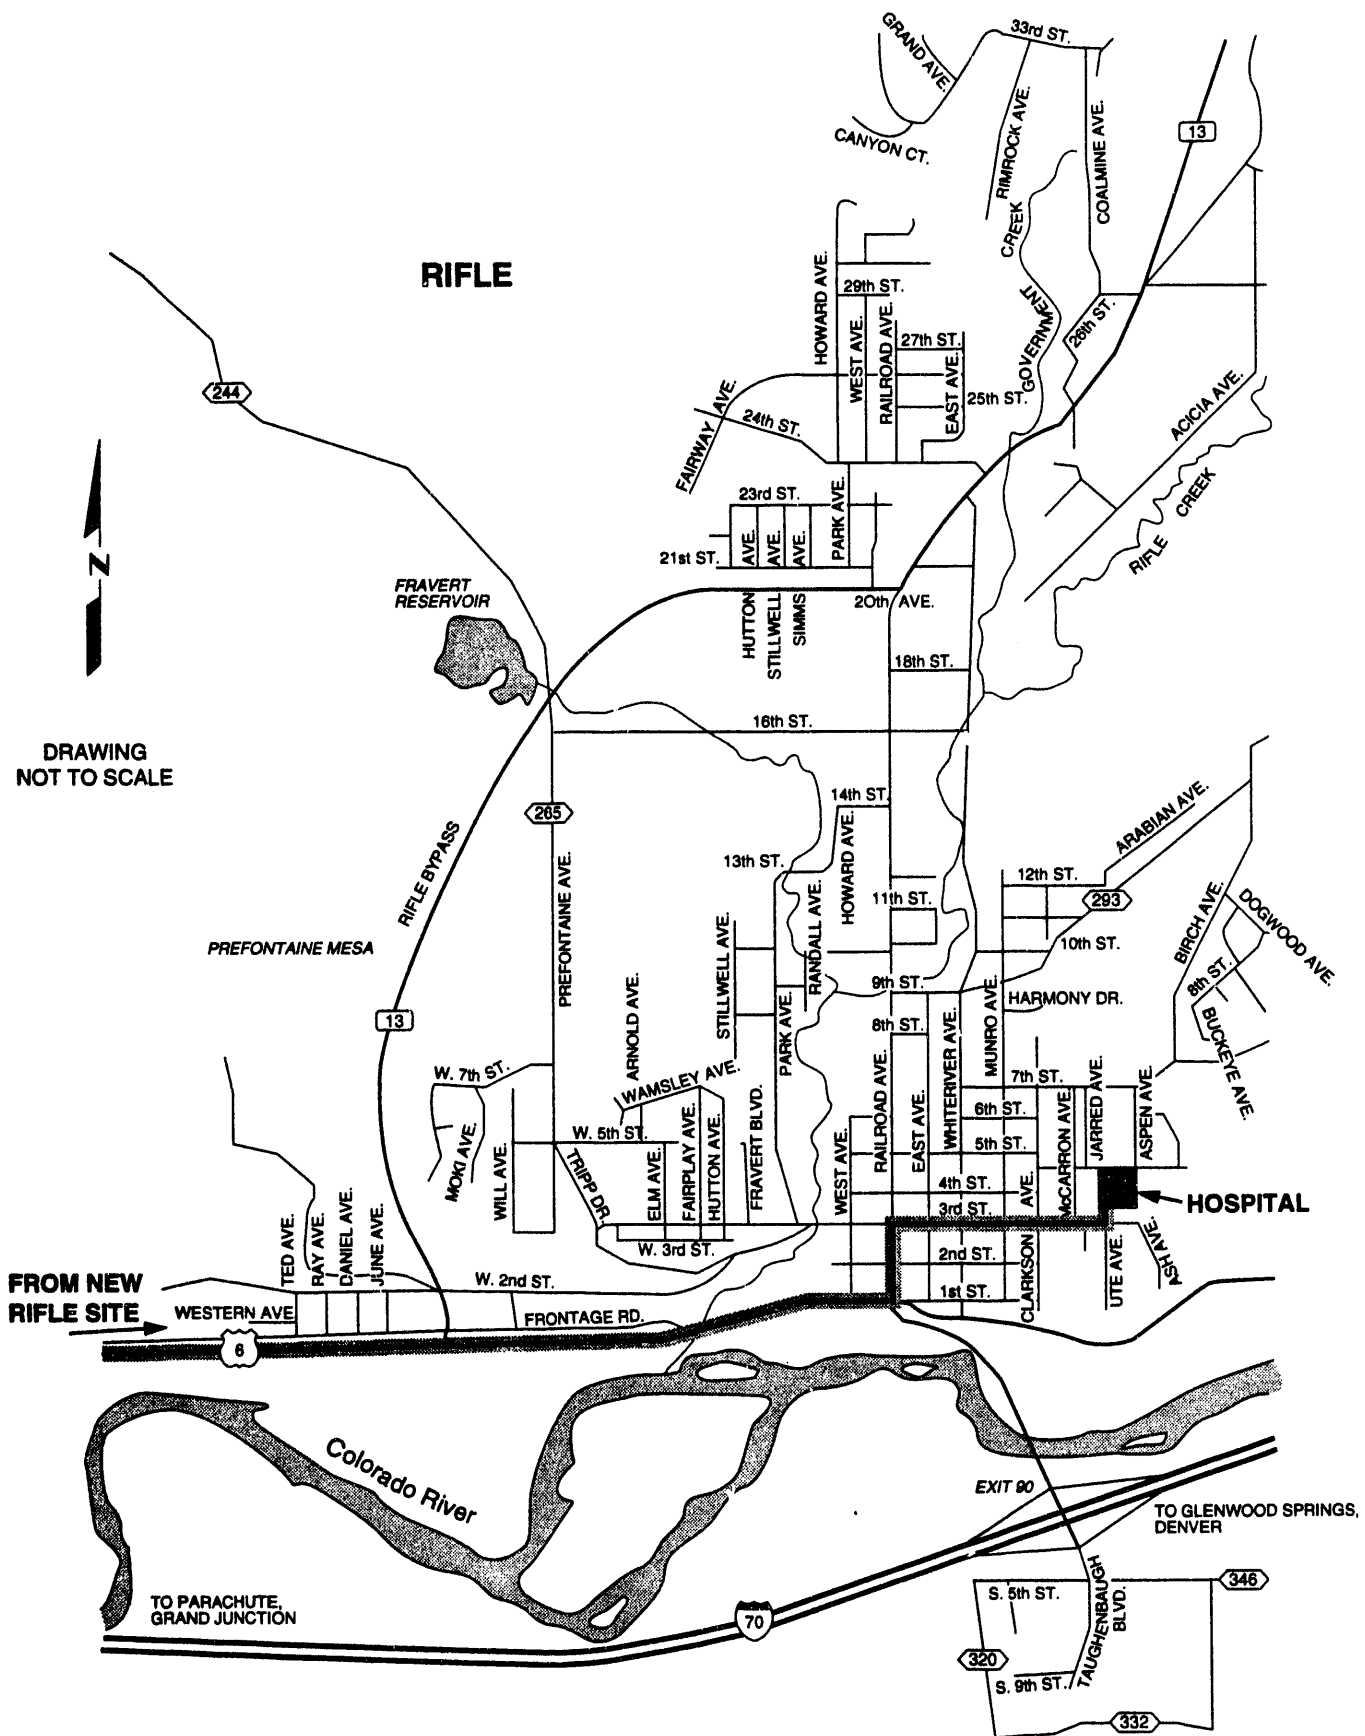 GRAND AVE.
33rd ST.
CANYON CT.
RIMROCK AVE.
COALMINE AVE.
13
CREEK
GOVERNMENT
RIFLE
HOWARD AVE.
29th ST.
WEST AVE.
RAILROAD AVE.
27th ST.
EAST AVE.
25th ST.
26th ST.
244
FAIRWAY AVE.
24th ST.
ACICIA AVE.
RIFLE CREEK
23rd ST.
PARK AVE.
21st ST.
HUTTON AVE.
STILLWELL AVE.
SIMMS AVE.
20th AVE.
N
FRAVERT
RESERVOIR
18th ST.
16th ST.
DRAWING
NOT TO SCALE
265
14th ST.
RIFLE BYPASS
PREFONTAINE AVE.
13th ST.
HOWARD AVE.
ARABIAN AVE.
12th ST.
11th ST.
293
RANDALL AVE.
STILLWELL AVE.
BIRCH AVE.
DOGWOOD AVE.
PREFONTAINE MESA
10th ST.
8th ST.
9th ST.
HARMONY DR.
MUNRO AVE.
13
ARNOLD AVE.
PARK AVE.
8th ST.
WHITERIVER AVE.
BUCKEYE AVE.
W. 7th ST.
WAMSLEY AVE.
RAILROAD AVE.
7th ST.
JARRED AVE.
ASPEN AVE.
6th ST.
McCARRON AVE.
MOKI AVE.
WILL AVE.
W. 5th ST.
TRIPP DR.
ELM AVE.
FAIRPLAY AVE.
HUTTON AVE.
FRAVERT BLVD.
WEST AVE.
EAST AVE.
5th ST.
4th ST.
3rd ST.
HOSPITAL
TED AVE.
RAY AVE.
DANIEL AVE.
JUNE AVE.
W. 3rd ST.
2nd ST.
CLARKSON AVE.
UTE AVE.
ASH AVE.
FROM NEW
RIFLE SITE
W. 2nd ST.
1st ST.
WESTERN AVE.
FRONTAGE RD.
6
Colorado River
EXIT 90
TO GLENWOOD SPRINGS,
DENVER
TO PARACHUTE,
GRAND JUNCTION
70
S. 5th ST.
346
TAUGHENBAUGH
BLVD.
320
S. 9th ST.
332